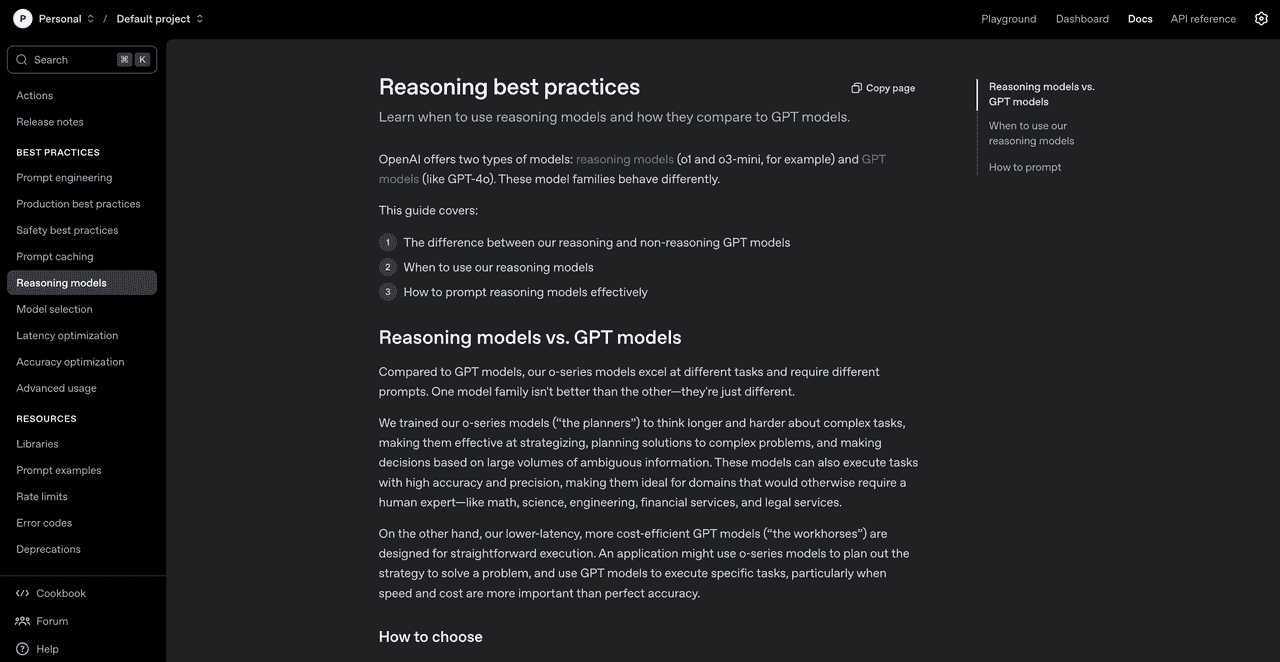 P Personal / Default project
Playground Dashboard Docs API reference
Search ⌘ K
Actions
Release notes
BEST PRACTICES
Prompt engineering
Production best practices
Safety best practices
Prompt caching
Reasoning models
Model selection
Latency optimization
Accuracy optimization
Advanced usage
RESOURCES
Libraries
Prompt examples
Rate limits
Error codes
Deprecations
Cookbook
Forum
Help
Reasoning best practices
Copy page
Learn when to use reasoning models and how they compare to GPT models.
OpenAI offers two types of models: reasoning models (o1 and o3-mini, for example) and GPT
models (like GPT-4o). These model families behave differently.
This guide covers:
1 The difference between our reasoning and non-reasoning GPT models
2 When to use our reasoning models
3 How to prompt reasoning models effectively
Reasoning models vs. GPT models
Compared to GPT models, our o-series models excel at different tasks and require different
prompts. One model family isn't better than the other—they're just different.
We trained our o-series models (“the planners”) to think longer and harder about complex tasks,
making them effective at strategizing, planning solutions to complex problems, and making
decisions based on large volumes of ambiguous information. These models can also execute tasks
with high accuracy and precision, making them ideal for domains that would otherwise require a
human expert—like math, science, engineering, financial services, and legal services.
On the other hand, our lower-latency, more cost-efficient GPT models (“the workhorses”) are
designed for straightforward execution. An application might use o-series models to plan out the
strategy to solve a problem, and use GPT models to execute specific tasks, particularly when
speed and cost are more important than perfect accuracy.
How to choose
Reasoning models vs.
GPT models
When to use our
reasoning models
How to prompt